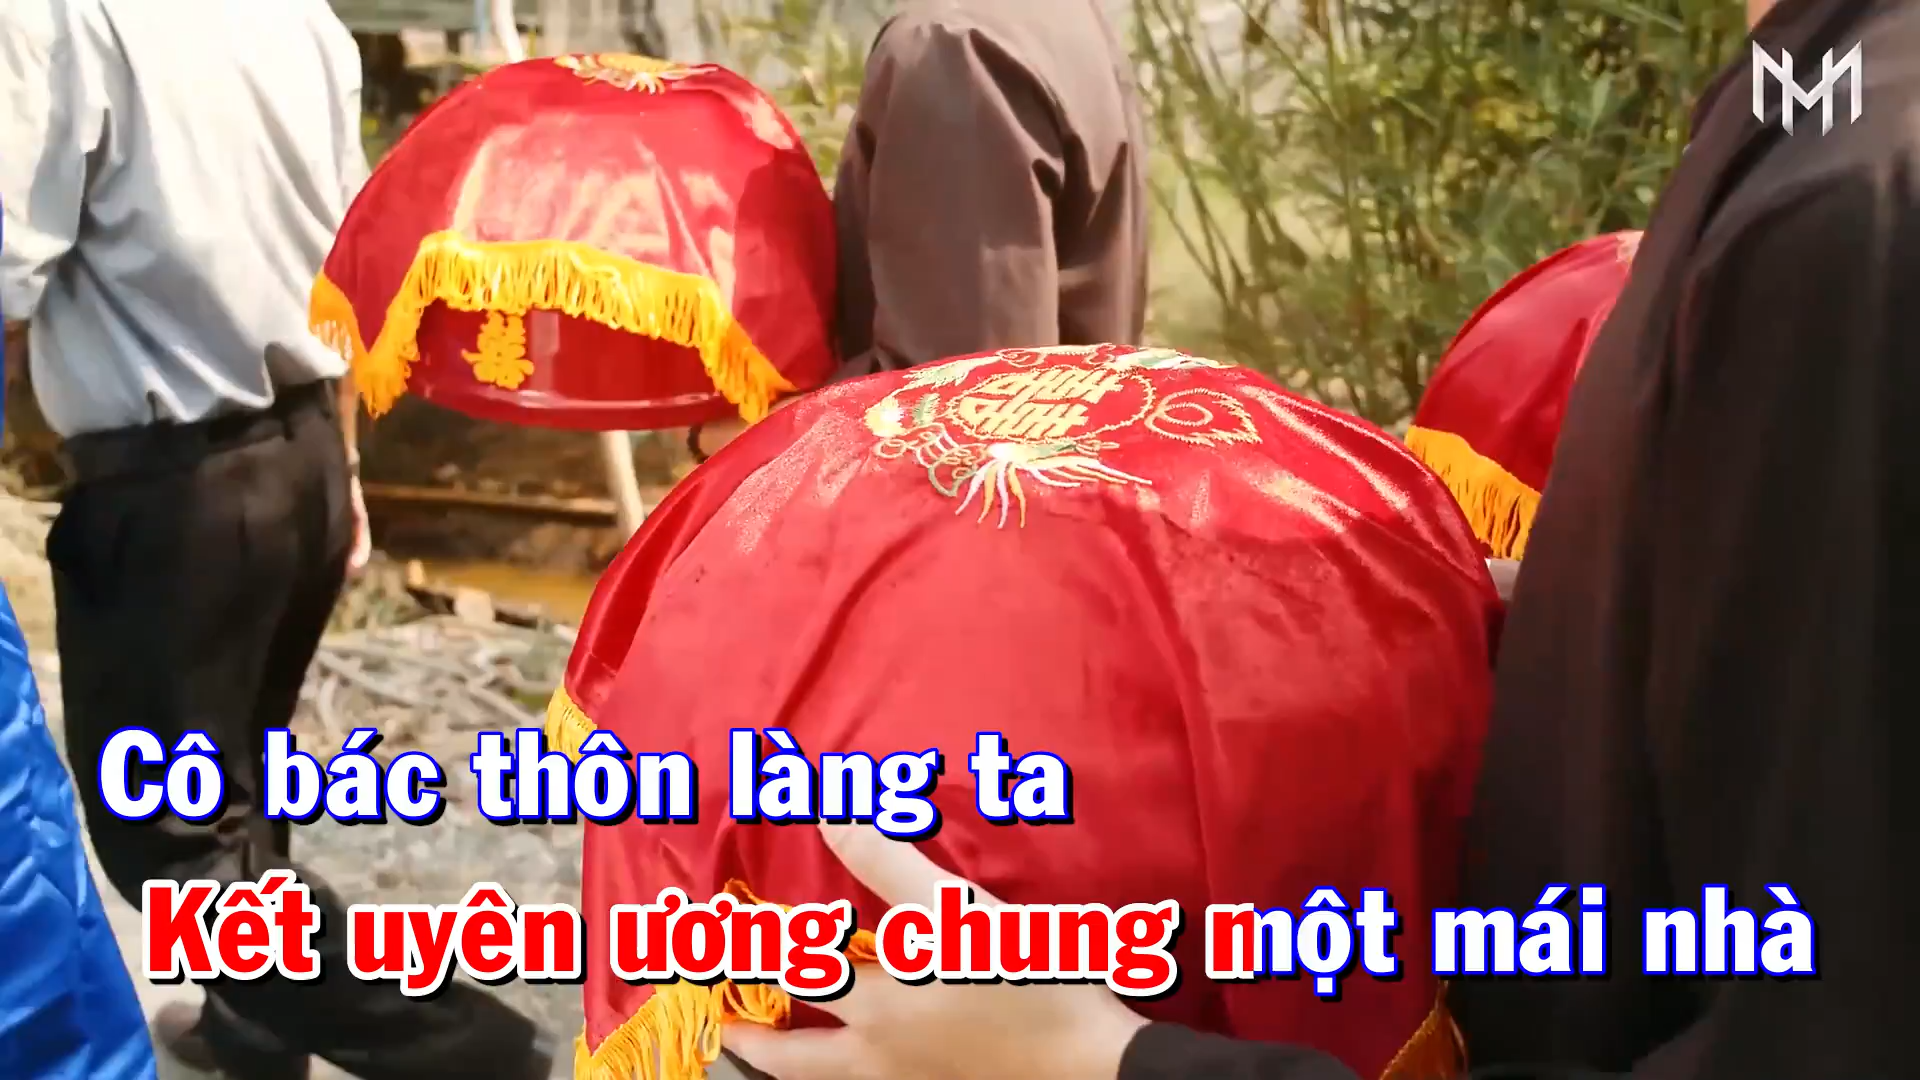 Cô bác thôn làng ta
Kết uyên ương chung một mái nhà